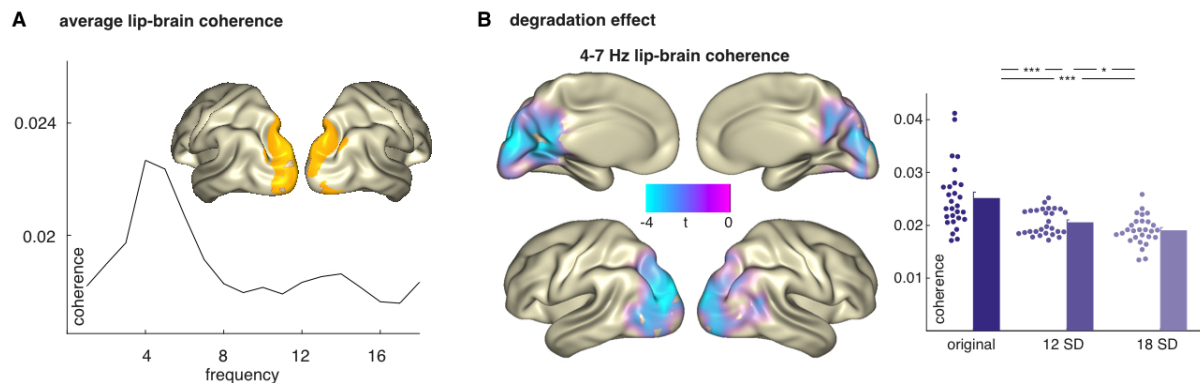 A average lip-brain coherence
0.024
0.02
coherence
4 8 12 16
frequency
B degradation effect
4-7 Hz lip-brain coherence
-4 t 0
*** *
***
0.04
0.03
0.02
0.01
coherence
original 12 SD 18 SD